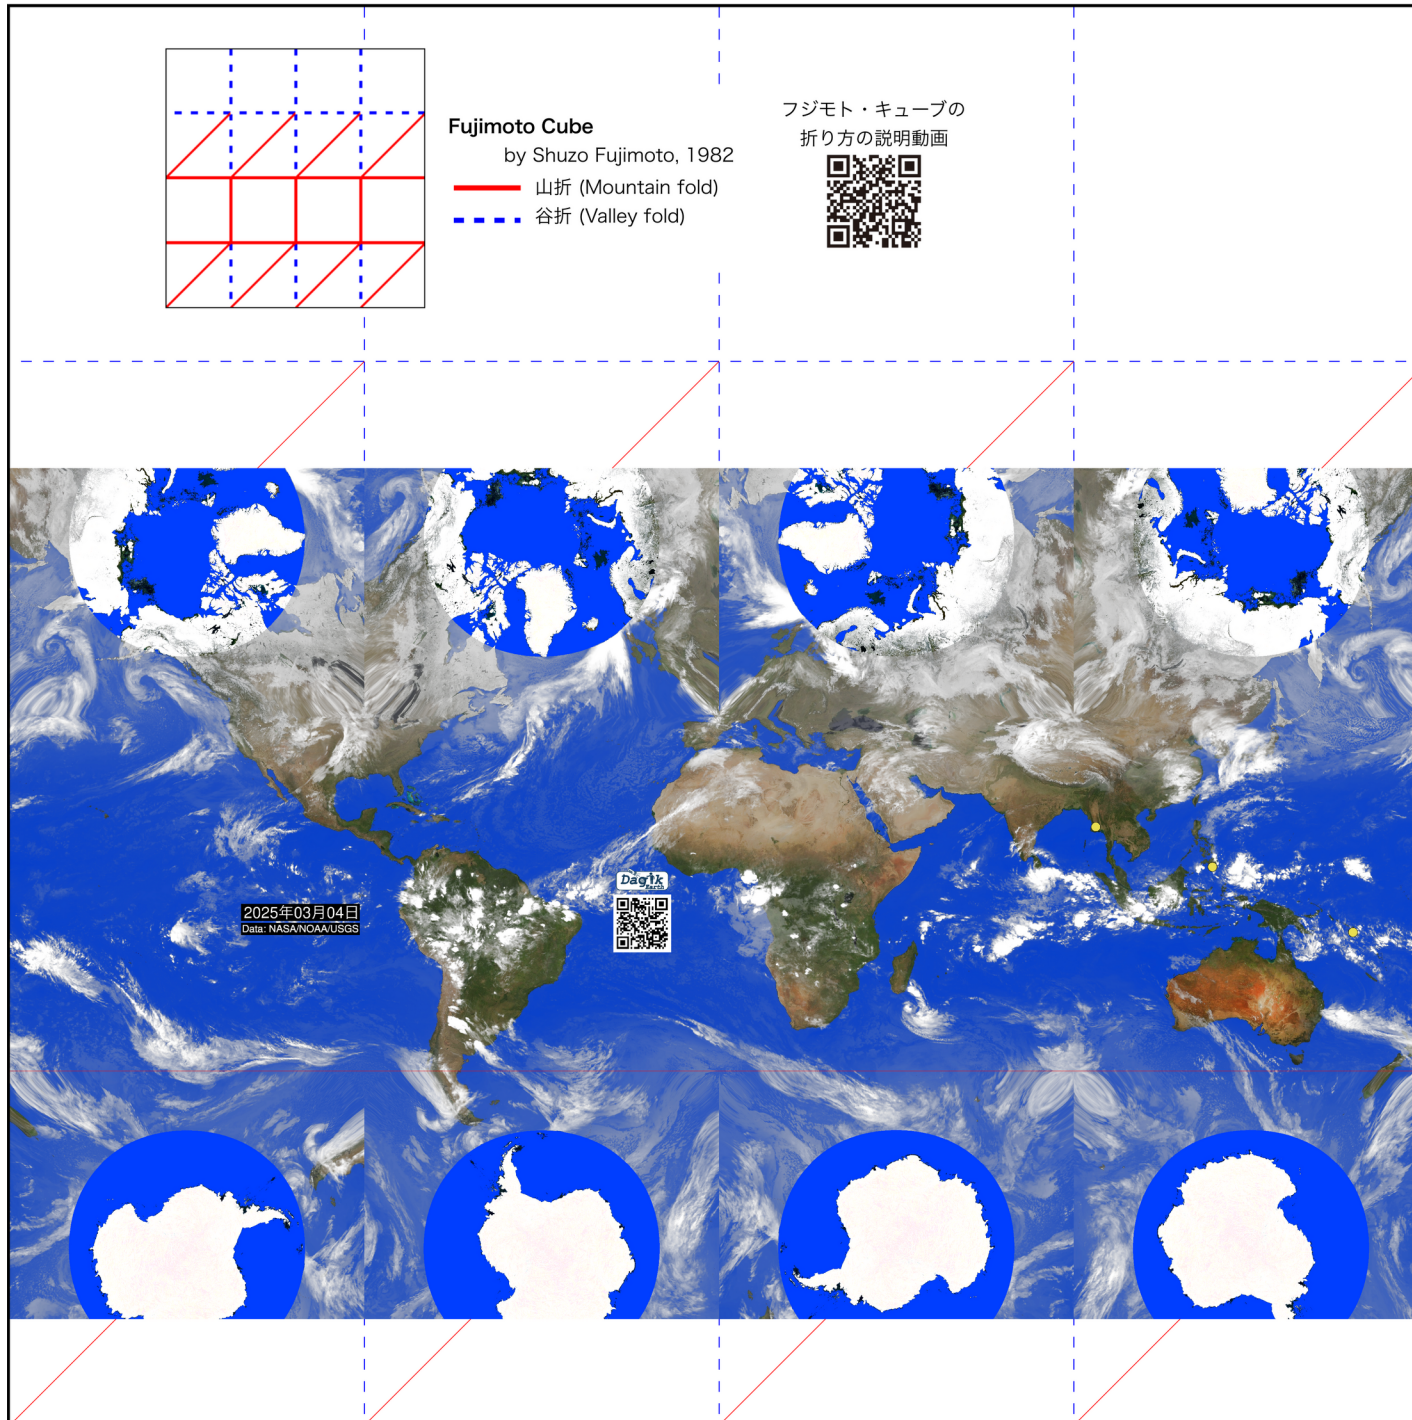 Fujimoto Cube
by Shuzo Fujimoto, 1982
山折 (Mountain fold)
谷折 (Valley fold)
フジモト・キューブの
折り方の説明動画
Dagik
Earth
2025年03月04日
Data: NASA/NOAA/USGS